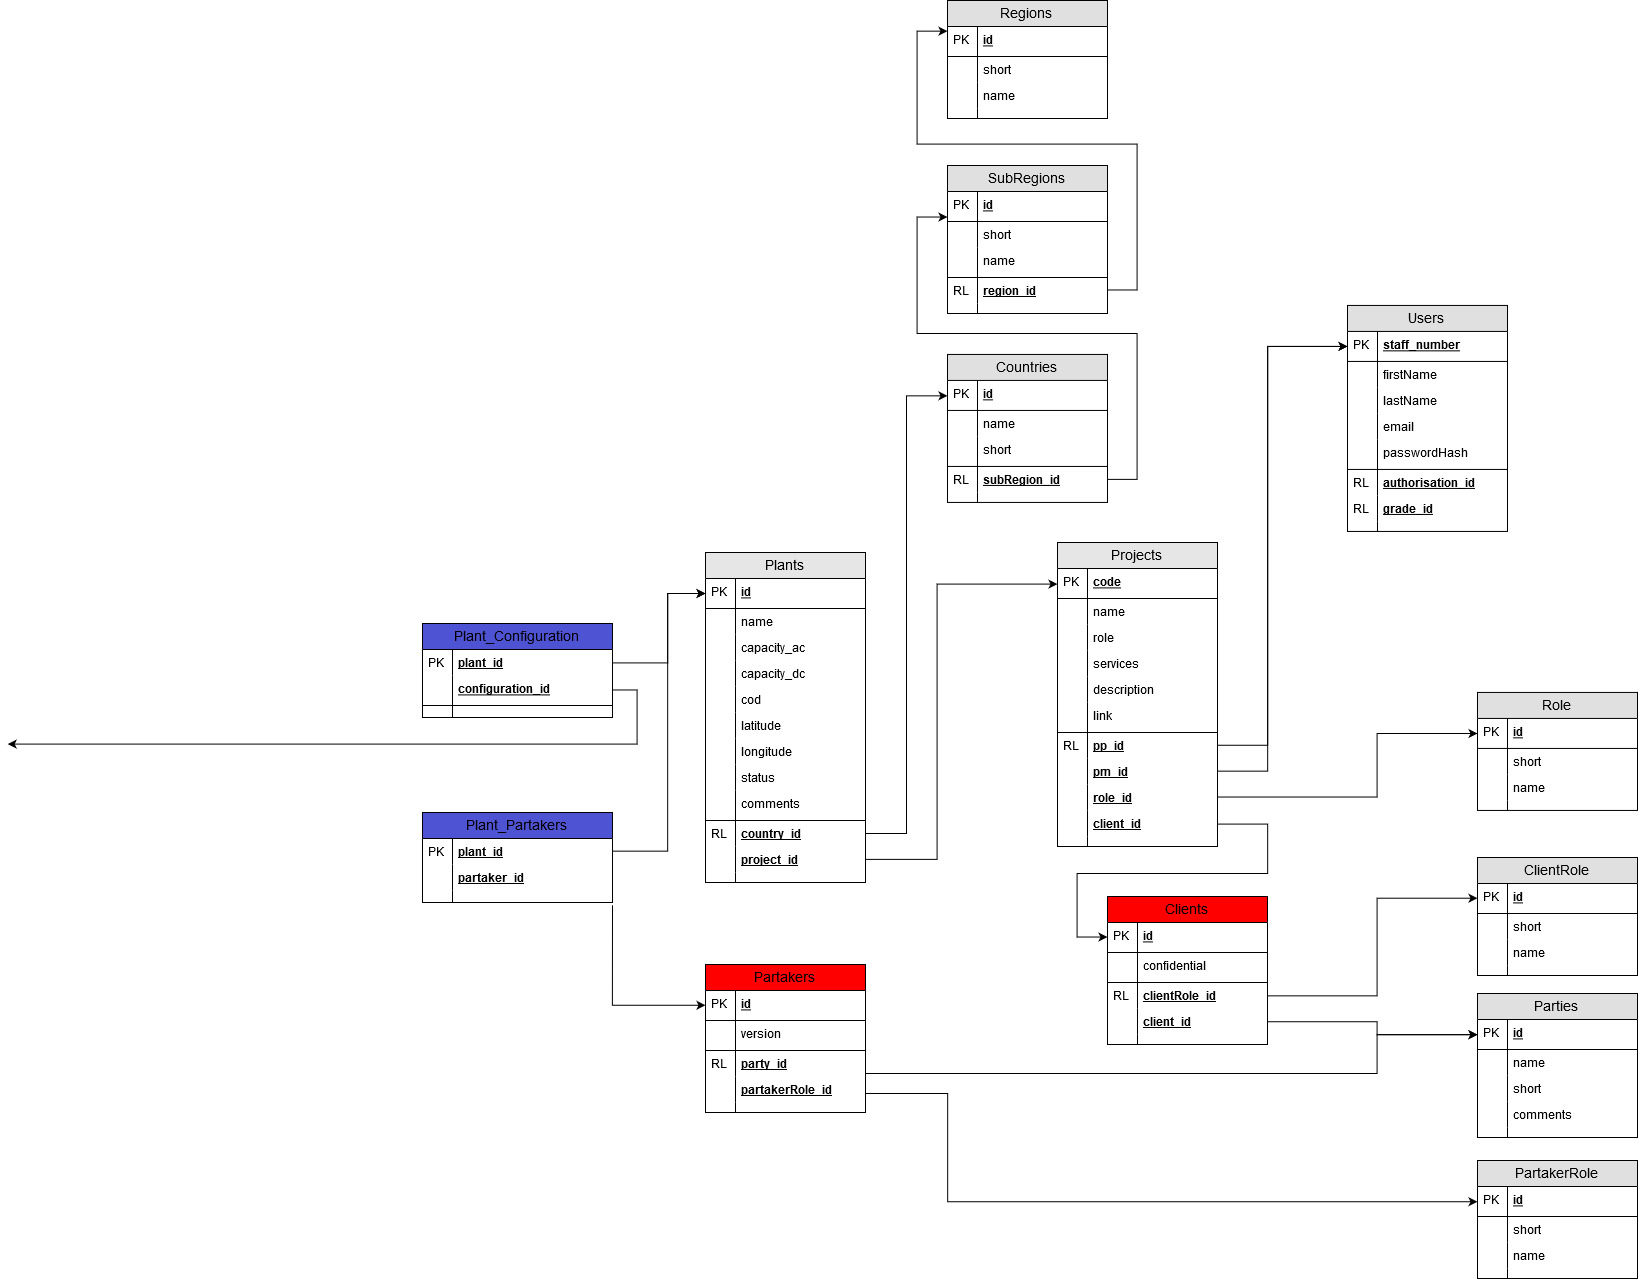 Regions
PK id
short
name
SubRegions
PK id
short
name
RL region_id
Countries
PK id
name
short
RL subRegion_id
Users
PK staff_number
firstName
lastName
email
passwordHash
RL authorisation_id
RL grade_id
Plants
PK id
name
capacity_ac
capacity_dc
cod
latitude
longitude
status
comments
RL country_id
project_id
Projects
PK code
name
role
services
description
link
RL pp_id
pm_id
role_id
client_id
Plant_Configuration
PK plant_id
configuration_id
Plant_Partakers
PK plant_id
partaker_id
Role
PK id
short
name
ClientRole
PK id
short
name
Clients
PK id
confidential
RL clientRole_id
client_id
Partakers
PK id
version
RL party_id
partakerRole_id
Parties
PK id
name
short
comments
PartakerRole
PK id
short
name